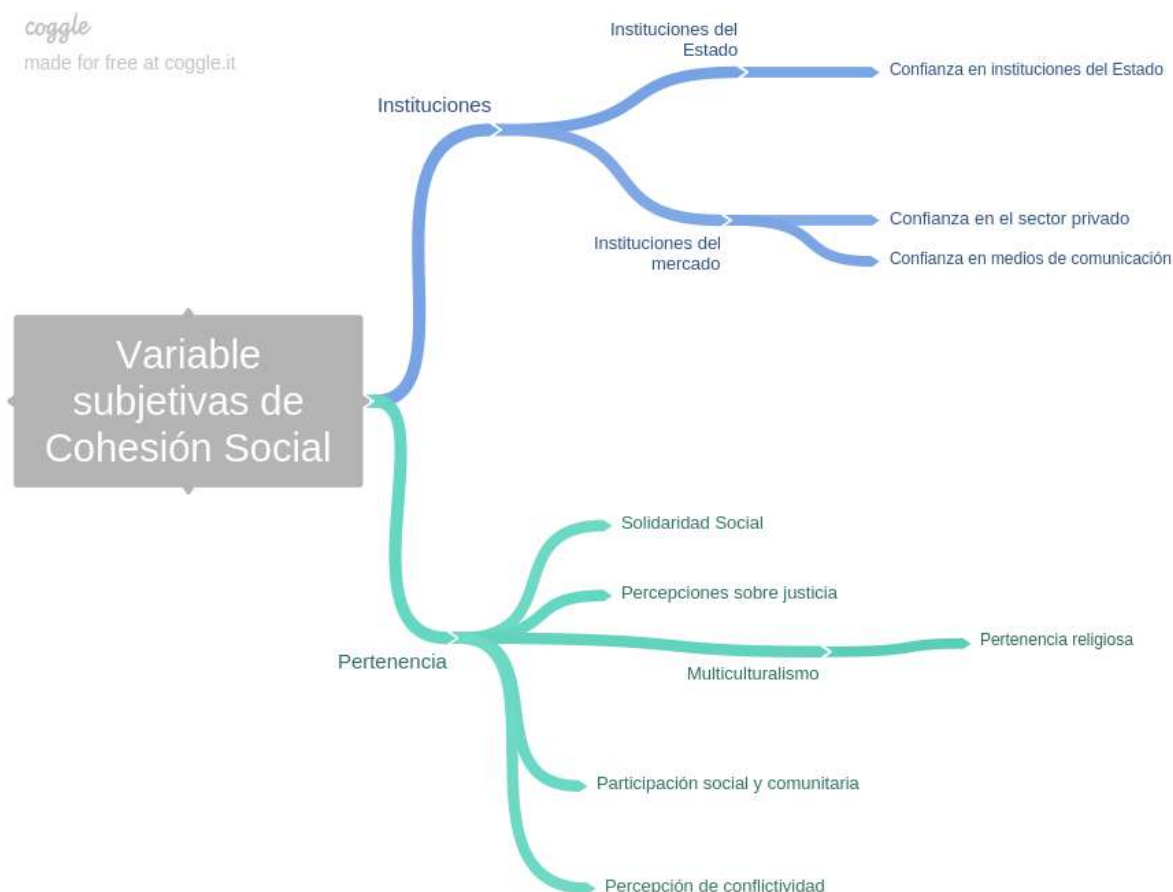 coggle
made for free at coggle.it
Instituciones del
Estado
Confianza en instituciones del Estado
Instituciones
Confianza en el sector privado
Instituciones del
mercado
Confianza en medios de comunicación
Variable
subjetivas de
Cohesión Social
Solidaridad Social
Percepciones sobre justicia
Pertenencia religiosa
Pertenencia
Multiculturalismo
Participación social y comunitaria
Percepción de conflictividad